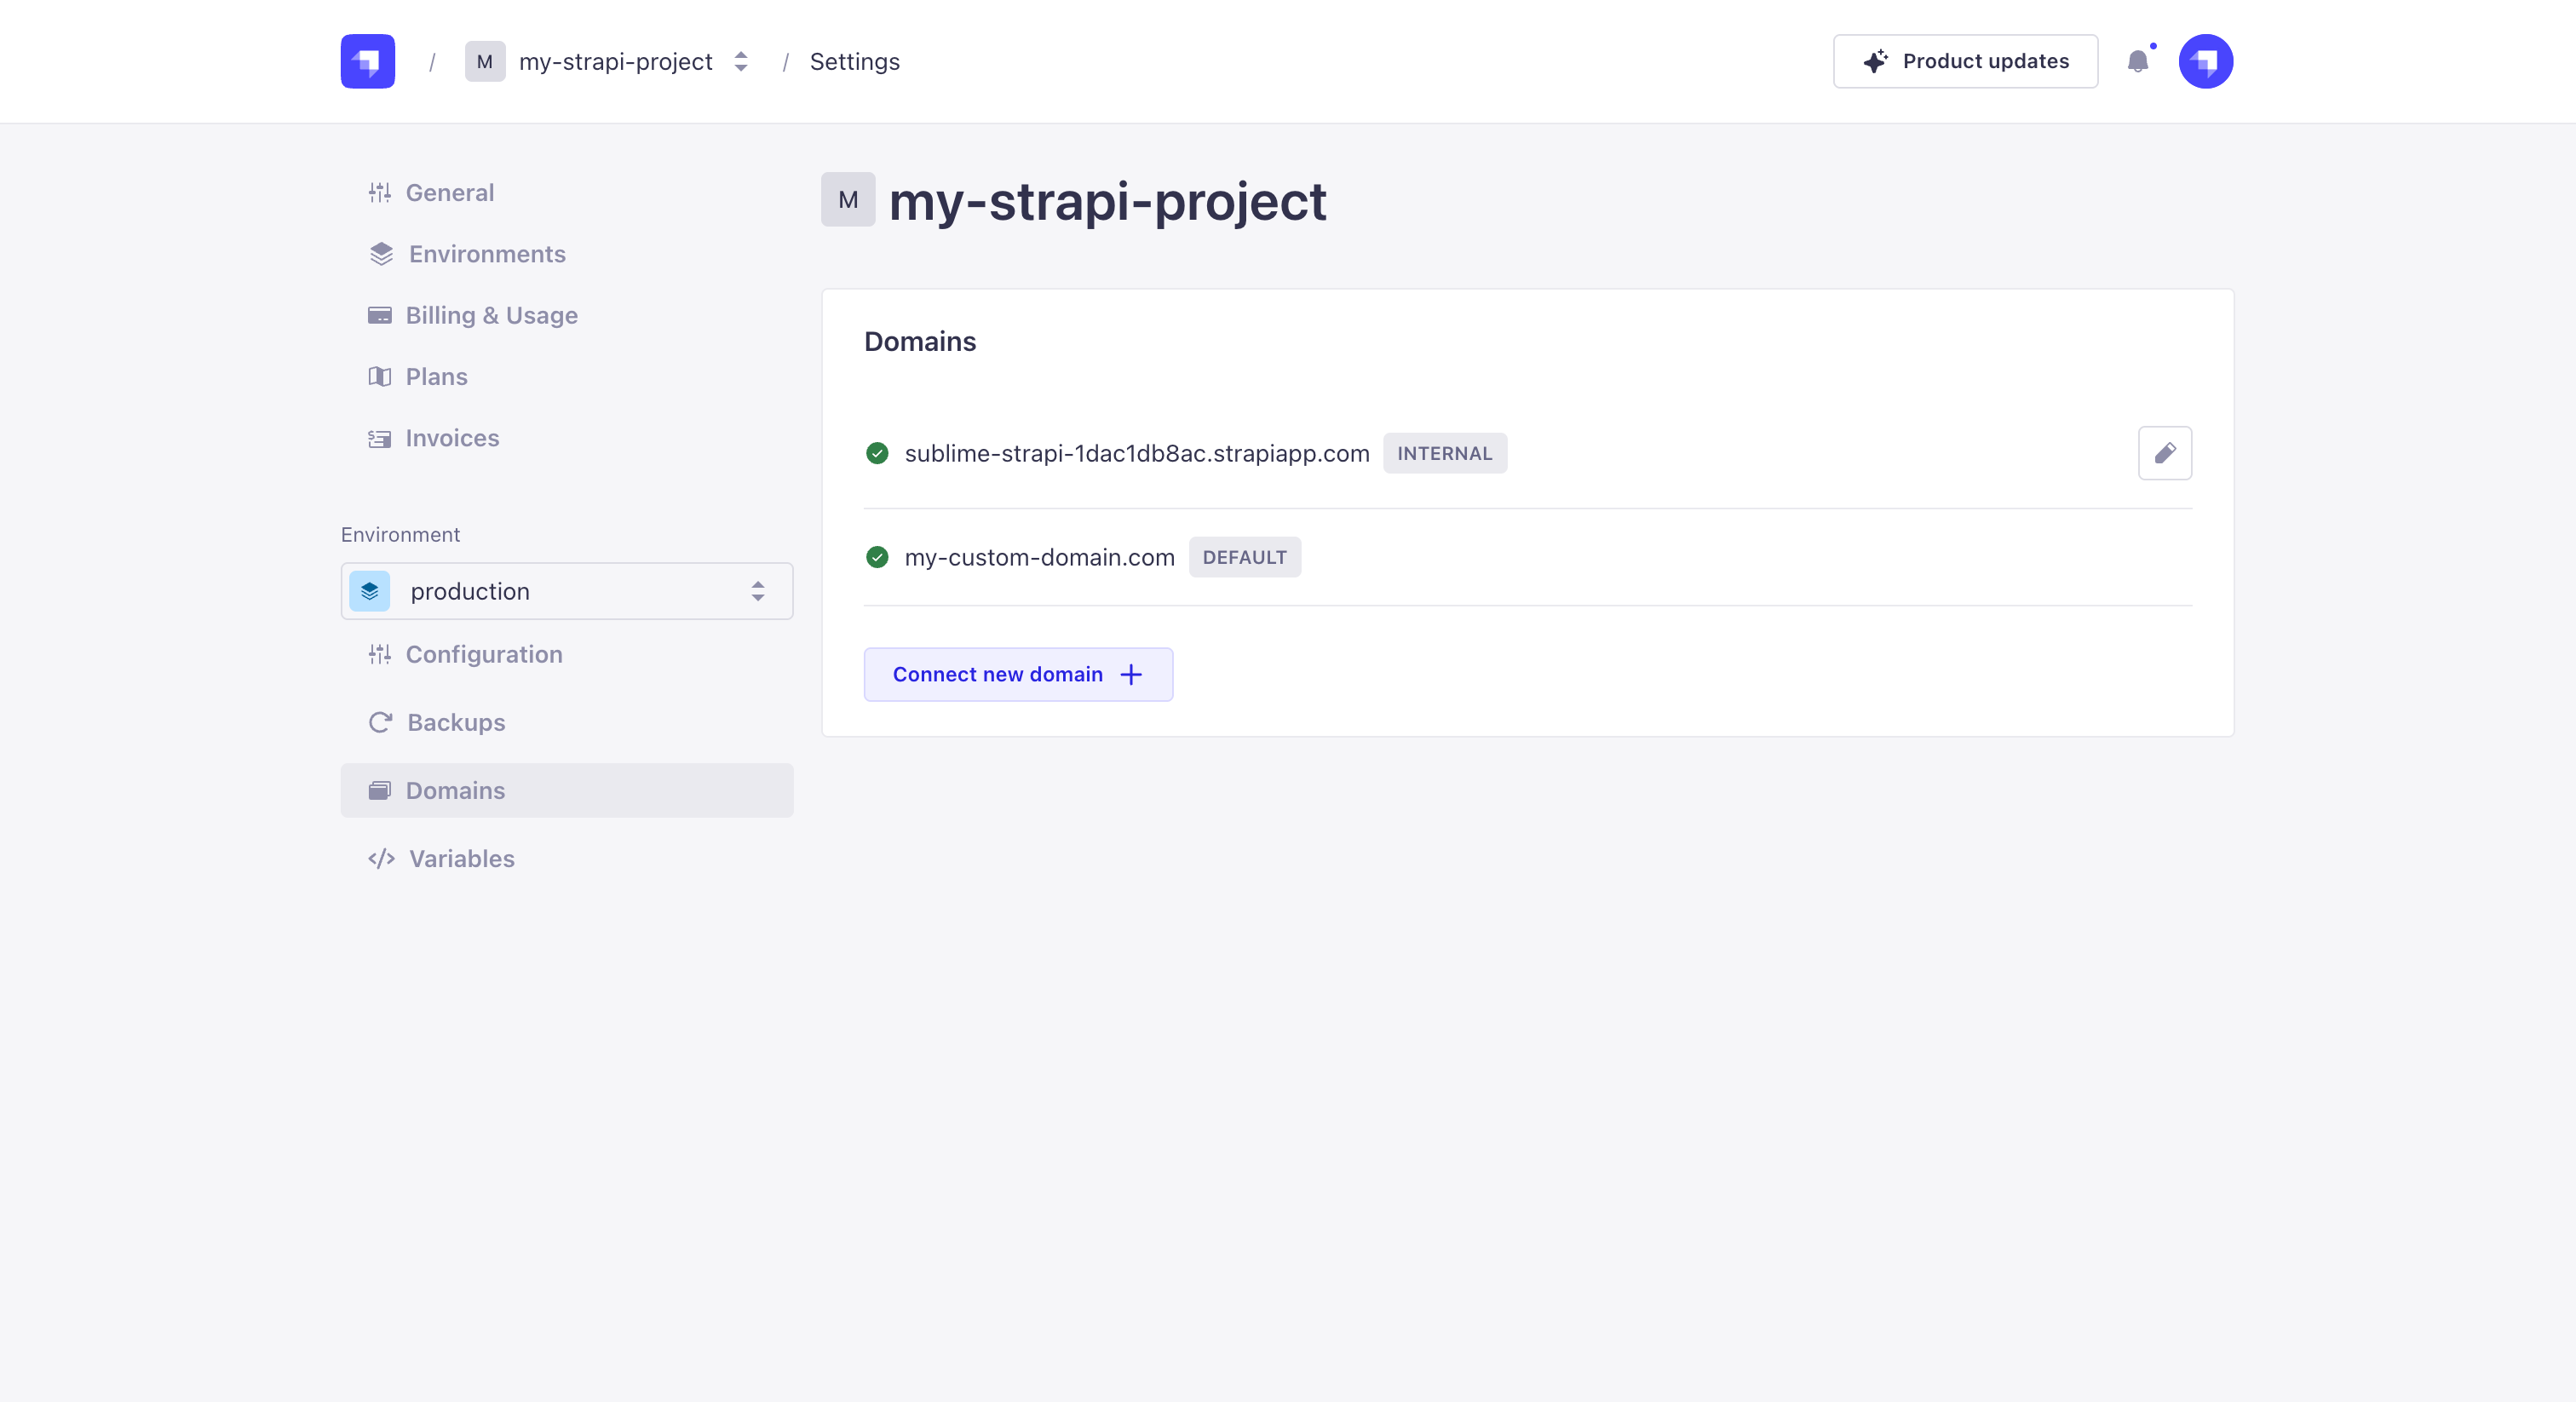 / M my-strapi-project / Settings
Product updates
General
Environments
Billing & Usage
Plans
Invoices
Environment
production
Configuration
Backups
Domains
Variables
M my-strapi-project
Domains
sublime-strapi-1dac1db8ac.strapiapp.com INTERNAL
my-custom-domain.com DEFAULT
Connect new domain